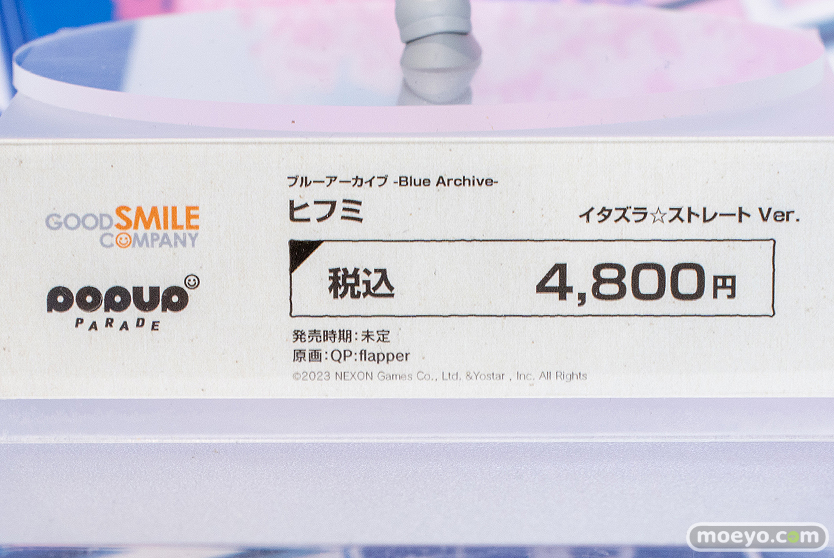 GOOD SMILE
COMPANY
POPUP
PARADE
ブルーアーカイブ -Blue Archive-
ヒフミ
イタズラ☆ストレート Ver.
税込 4,800円
発売時期：未定
原画：QP:flapper
©2023 NEXON Games Co., Ltd. &Yostar , Inc. All Rights
moeyo.com